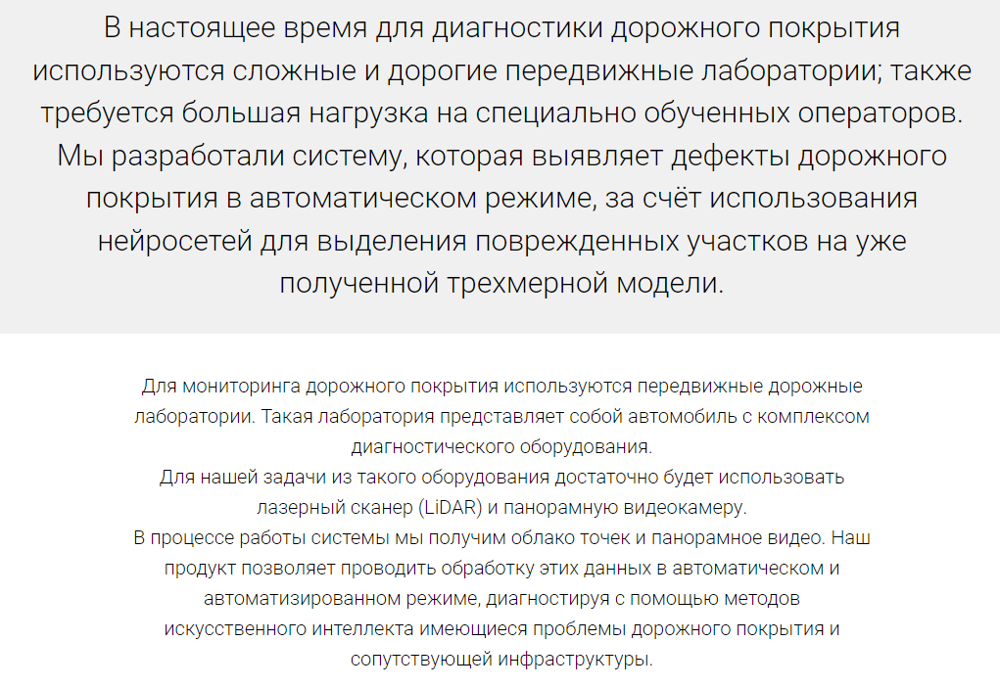 В настоящее время для диагностики дорожного покрытия
используются сложные и дорогие передвижные лаборатории; также
требуется большая нагрузка на специально обученных операторов.
Мы разработали систему, которая выявляет дефекты дорожного
покрытия в автоматическом режиме, за счёт использования
нейросетей для выделения поврежденных участков на уже
полученной трехмерной модели.
Для мониторинга дорожного покрытия используются передвижные дорожные
лаборатории. Такая лаборатория представляет собой автомобиль с комплексом
диагностического оборудования.
Для нашей задачи из такого оборудования достаточно будет использовать
лазерный сканер (LiDAR) и панорамную видеокамеру.
В процессе работы системы мы получим облако точек и панорамное видео. Наш
продукт позволяет проводить обработку этих данных в автоматическом и
автоматизированном режиме, диагностируя с помощью методов
искусственного интеллекта имеющиеся проблемы дорожного покрытия и
сопутствующей инфраструктуры.